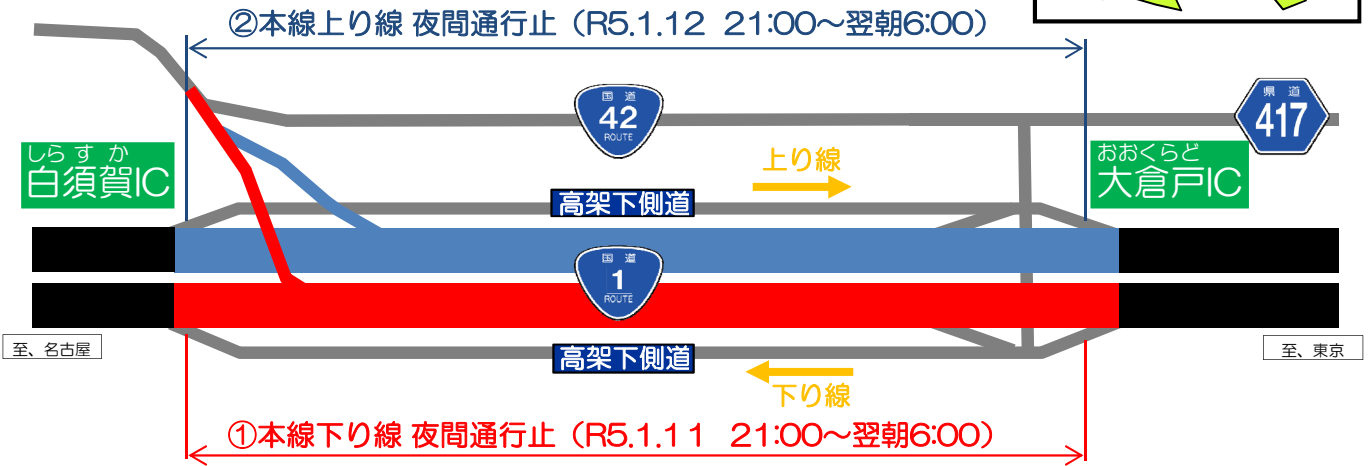 ②本線上り線 夜間通行止（R5.1.12 21:00～翌朝6:00）
国道
42
ROUTE
県道
417
しらすか
白須賀IC
上り線
おおくらど
大倉戸IC
高架下側道
国道
1
ROUTE
至、名古屋
至、東京
高架下側道
下り線
①本線下り線 夜間通行止（R5.1.11 21:00～翌朝6:00）